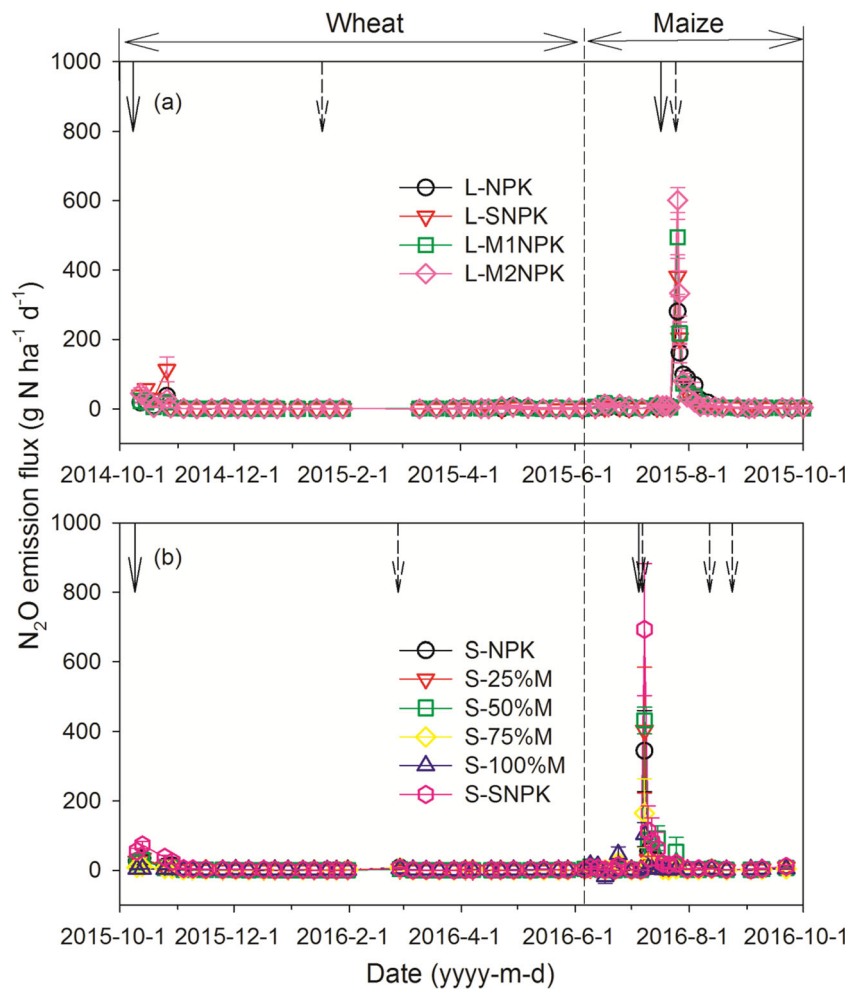 Wheat Maize
1000
(a)
800
600
L-NPK
L-SNPK
400
L-M1NPK
L-M2NPK
200
0
2014-10-1 2014-12-1 2015-2-1 2015-4-1 2015-6-1 2015-8-1 2015-10-1
N₂O emission flux (g N ha⁻¹ d⁻¹)
1000
(b)
800
600
S-NPK
S-25%M
S-50%M
400
S-75%M
S-100%M
200
S-SNPK
0
2015-10-1 2015-12-1 2016-2-1 2016-4-1 2016-6-1 2016-8-1 2016-10-1
Date (yyyy-m-d)